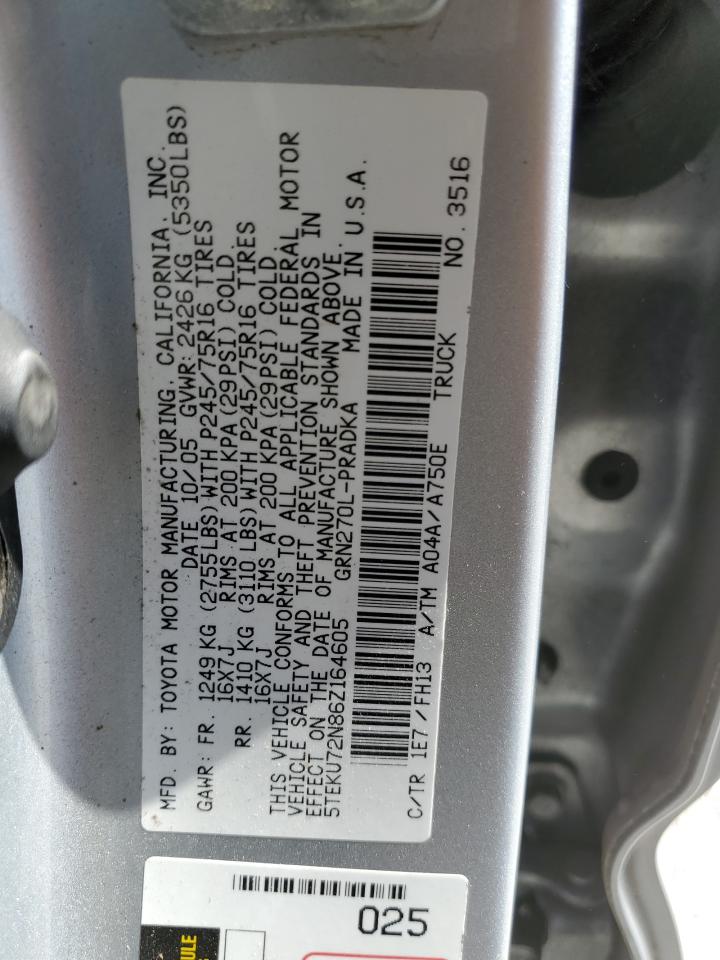 MFD. BY: TOYOTA MOTOR MANUFACTURING, CALIFORNIA, INC.
DATE 10/05 GVWR: 2426 KG (5350LBS)
GAWR: FR. 1249 KG (2755LBS) WITH P245/75R16 TIRES
16X7J RIMS AT 200 KPA (29PSI) COLD.
RR. 1410 KG (3110 LBS) WITH P245/75R16 TIRES
16X7J RIMS AT 200 KPA (29PSI) COLD.
THIS VEHICLE CONFORMS TO ALL APPLICABLE FEDERAL MOTOR
VEHICLE SAFETY AND THEFT PREVENTION STANDARDS IN
EFFECT ON THE DATE OF MANUFACTURE SHOWN ABOVE.
5TEKU72N86Z164605 GRN270L-PRADKA MADE IN U.S.A.
C/TR 1E7/FH13 A/TM A04A/A750E TRUCK NO. 3516
025